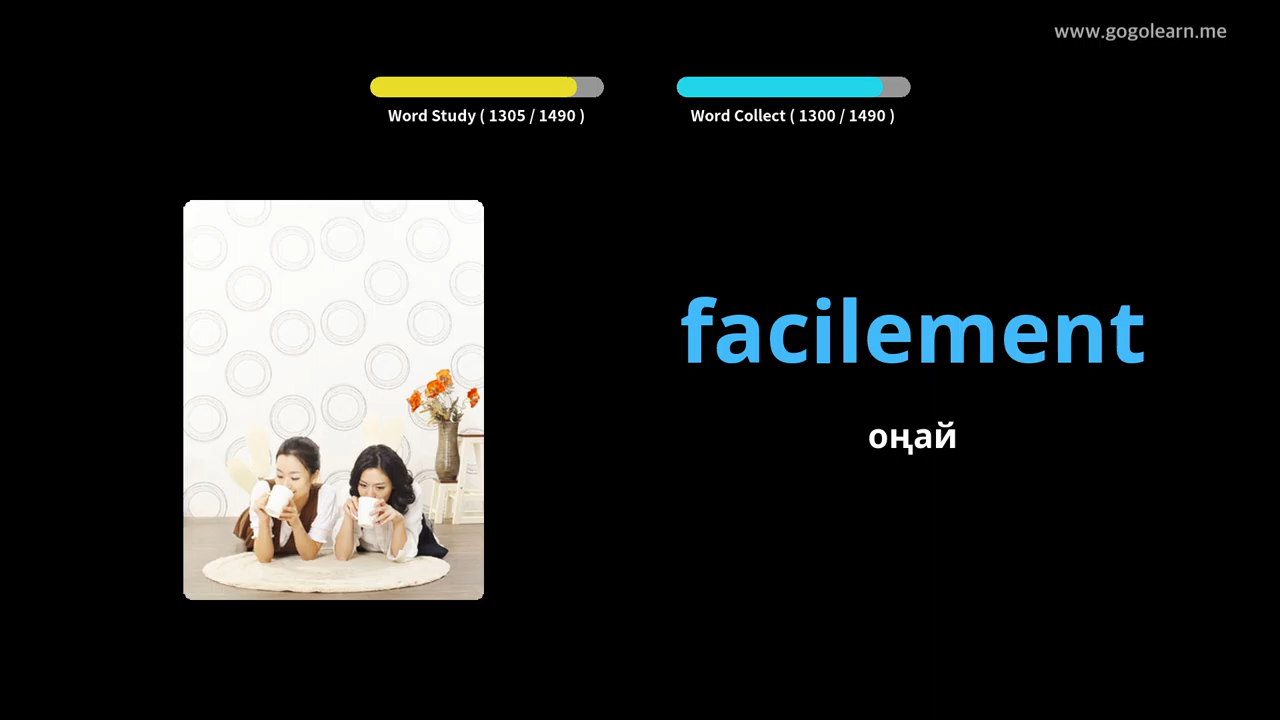 www.gogolearn.me
Word Study ( 1305 / 1490 )
Word Collect ( 1300 / 1490 )
facilement
оңай